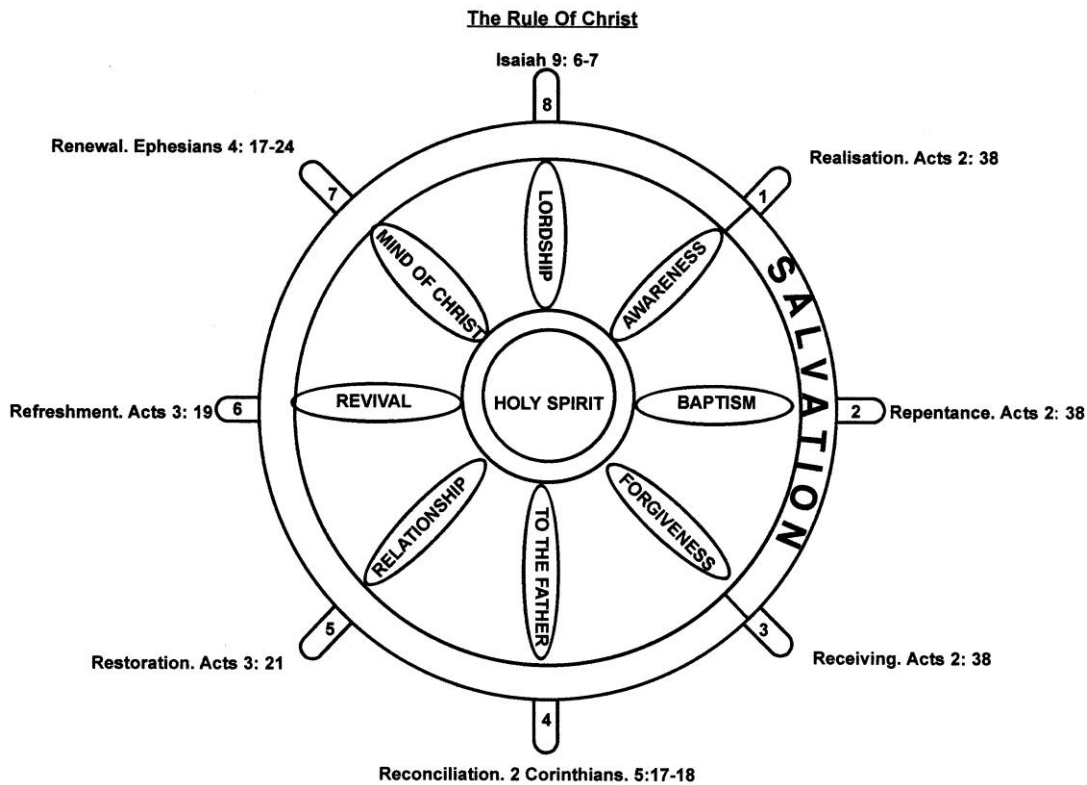 The Rule Of Christ
Isaiah 9: 6-7
8
Renewal. Ephesians 4: 17-24
7
Realisation. Acts 2: 38
1
LORDSHIP
MIND OF CHRIST
AWARENESS
SALVATION
Refreshment. Acts 3: 19
6
REVIVAL
HOLY SPIRIT
BAPTISM
2
Repentance. Acts 2: 38
RELATIONSHIP
TO THE FATHER
FORGIVENESS
5
Restoration. Acts 3: 21
3
Receiving. Acts 2: 38
4
Reconciliation. 2 Corinthians. 5:17-18